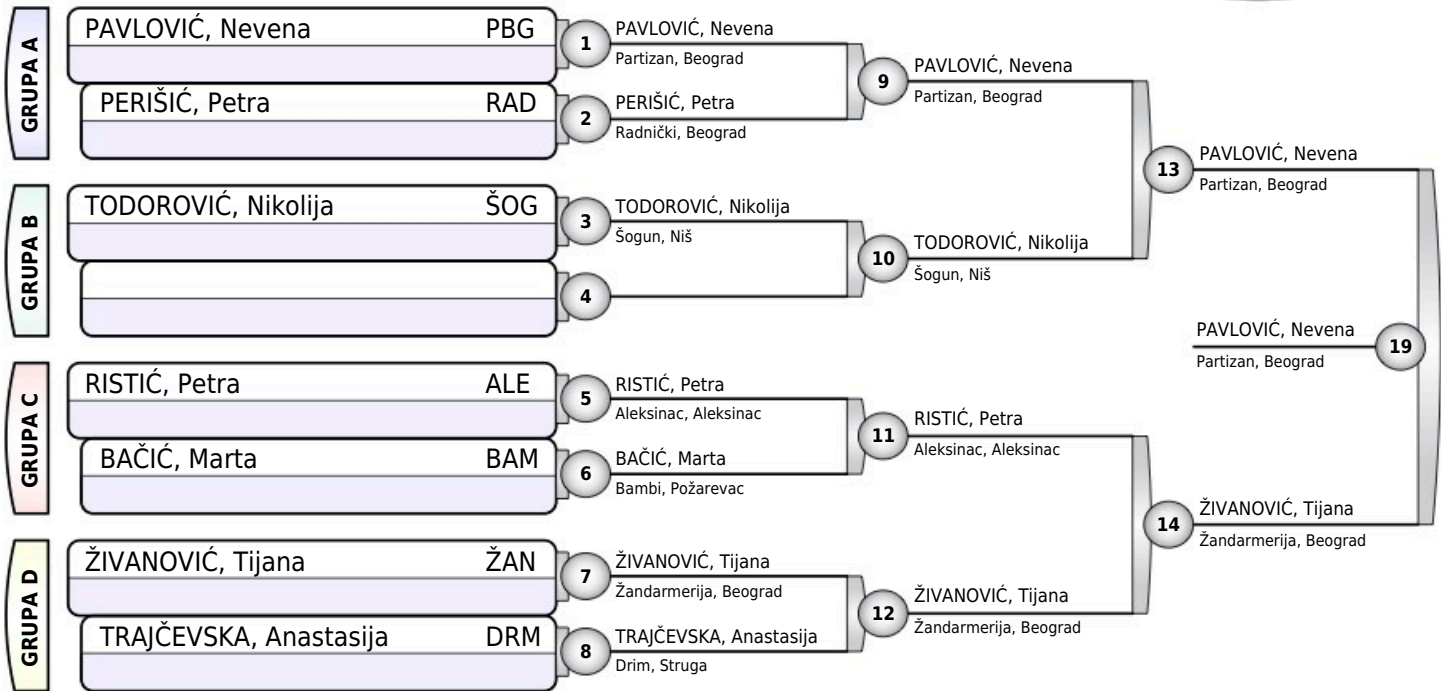 GRUPA A
PAVLOVIĆ, Nevena PBG
PERIŠIĆ, Petra RAD
1
PAVLOVIĆ, Nevena
Partizan, Beograd
2
PERIŠIĆ, Petra
Radnički, Beograd
9
PAVLOVIĆ, Nevena
Partizan, Beograd
GRUPA B
TODOROVIĆ, Nikolija ŠOG
3
TODOROVIĆ, Nikolija
Šogun, Niš
4
10
TODOROVIĆ, Nikolija
Šogun, Niš
13
PAVLOVIĆ, Nevena
Partizan, Beograd
GRUPA C
RISTIĆ, Petra ALE
BAČIĆ, Marta BAM
5
RISTIĆ, Petra
Aleksinac, Aleksinac
6
BAČIĆ, Marta
Bambi, Požarevac
11
RISTIĆ, Petra
Aleksinac, Aleksinac
GRUPA D
ŽIVANOVIĆ, Tijana ŽAN
TRAJČEVSKA, Anastasija DRM
7
ŽIVANOVIĆ, Tijana
Žandarmerija, Beograd
8
TRAJČEVSKA, Anastasija
Drim, Struga
12
ŽIVANOVIĆ, Tijana
Žandarmerija, Beograd
14
ŽIVANOVIĆ, Tijana
Žandarmerija, Beograd
PAVLOVIĆ, Nevena
Partizan, Beograd
19